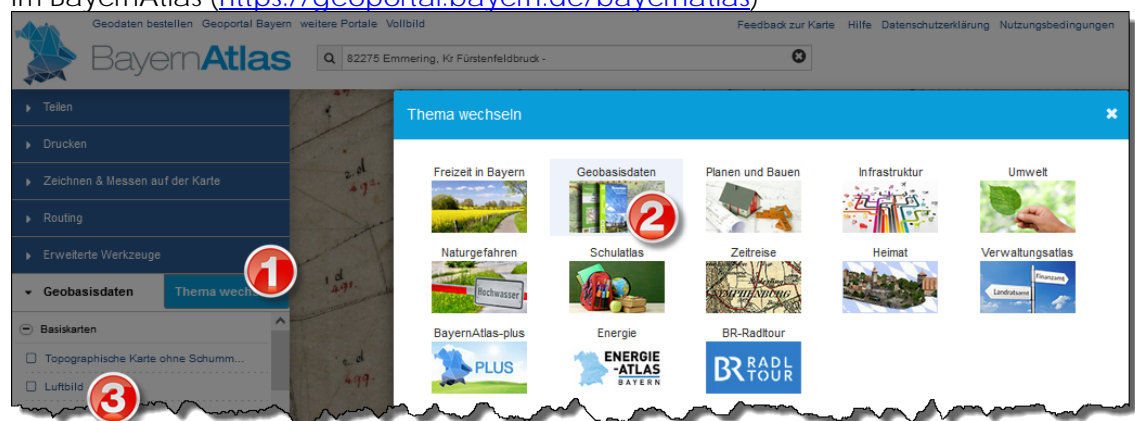 im BayernAtlas (https://geoportal.bayern.de/bayernatlas)
Geodaten bestellen Geoportal Bayern weitere Portale Vollbild
Feedback zur Karte Hilfe Datenschutzerklärung Nutzungsbedingungen
BayernAtlas
82275 Emmering, Kr Fürstenfeldbruck -
Teilen
Drucken
Zeichnen & Messen auf der Karte
Routing
Erweiterte Werkzeuge
1
Geobasisdaten
Thema wechs
Basiskarten
Topographische Karte ohne Schumm...
Luftbild
3
Thema wechseln
Freizeit in Bayern
Geobasisdaten
2
Planen und Bauen
Infrastruktur
Umwelt
Naturgefahren
Hochwasser
Schulatlas
Zeitreise
NYMPHENBURG
Heimat
Verwaltungsatlas
Finanzamt
Landratsamt
BayernAtlas-plus
PLUS
Energie
ENERGIE
-ATLAS
BAYERN
BR-Radltour
BR RADL
TOUR